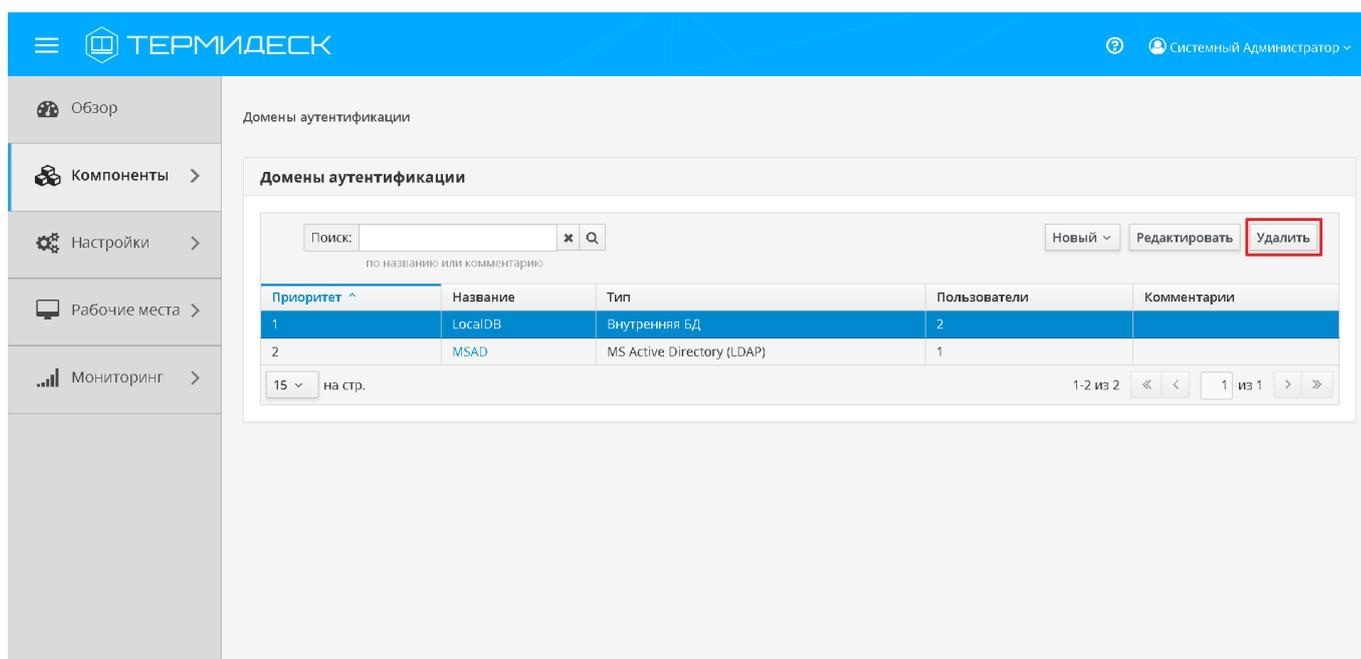 ТЕРМИДЕСК
Системный Администратор
Обзор
Домены аутентификации
Компоненты
Домены аутентификации
Настройки
Поиск:
Новый Редактировать Удалить
по названию или комментарию
Приоритет Название Тип Пользователи Комментарии
1 LocalDB Внутренняя БД 2
Рабочие места
2 MSAD MS Active Directory (LDAP) 1
15 на стр. 1-2 из 2 1 из 1
Мониторинг